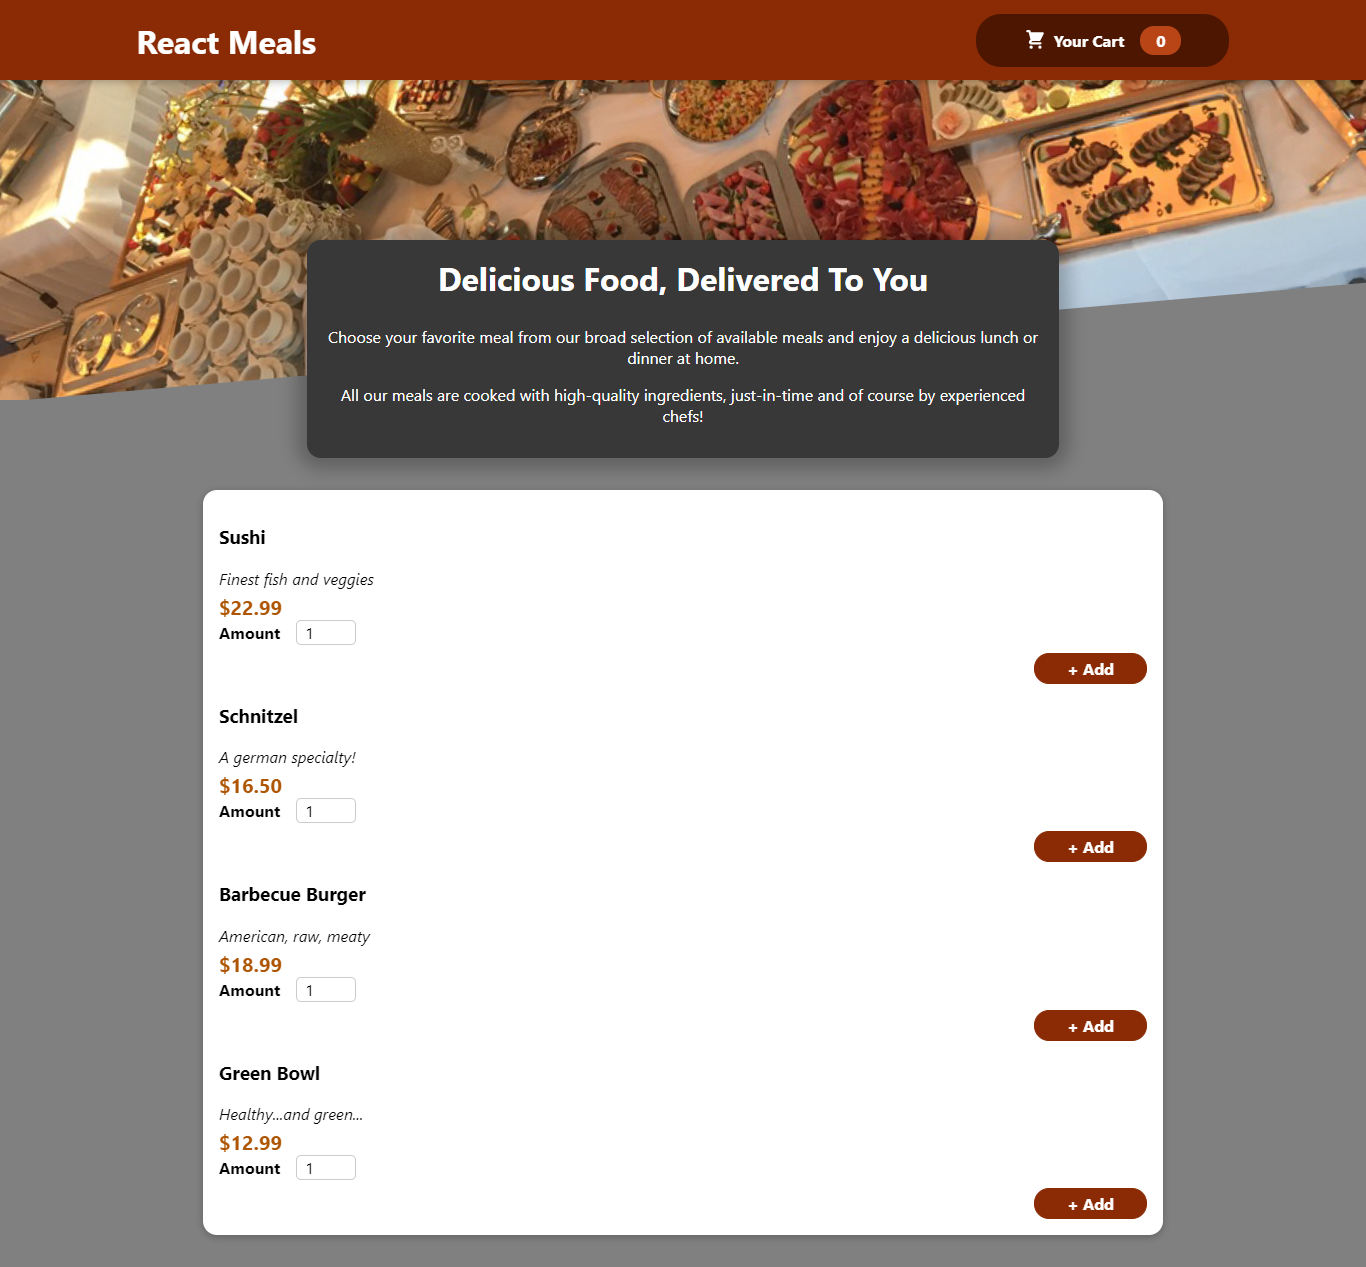 React Meals
Your Cart 0
Delicious Food, Delivered To You
Choose your favorite meal from our broad selection of available meals and enjoy a delicious lunch or
dinner at home.
All our meals are cooked with high-quality ingredients, just-in-time and of course by experienced
chefs!
Sushi
Finest fish and veggies
$22.99
Amount 1
+ Add
Schnitzel
A german specialty!
$16.50
Amount 1
+ Add
Barbecue Burger
American, raw, meaty
$18.99
Amount 1
+ Add
Green Bowl
Healthy...and green...
$12.99
Amount 1
+ Add